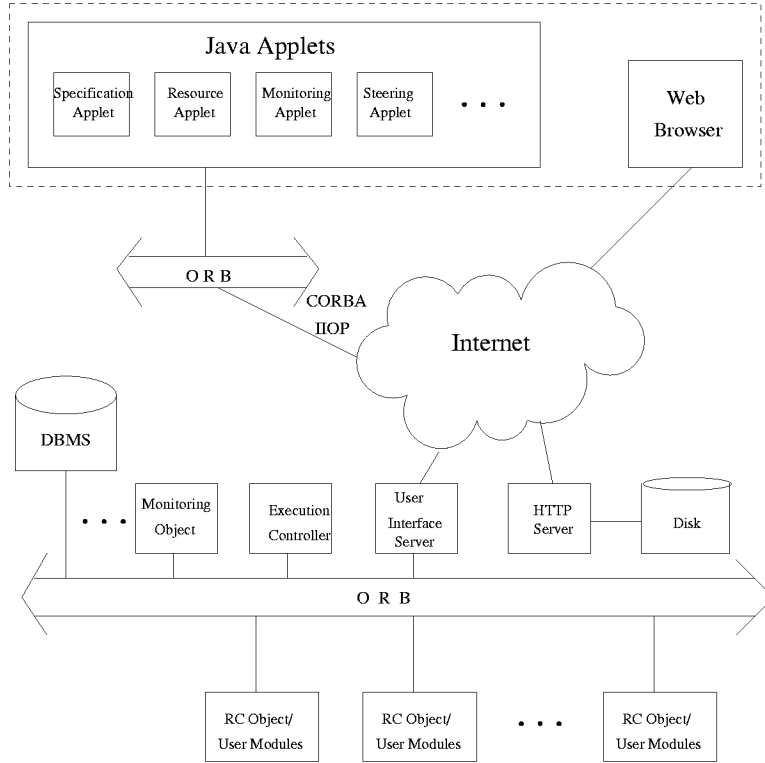 Java Applets
Specification
Applet
Resource
Applet
Monitoring
Applet
Steering
Applet
Web
Browser
O R B
CORBA
IIOP
Internet
DBMS
Monitoring
Object
Execution
Controller
User
Interface
Server
HTTP
Server
Disk
O R B
RC Object/
User Modules
RC Object/
User Modules
RC Object/
User Modules